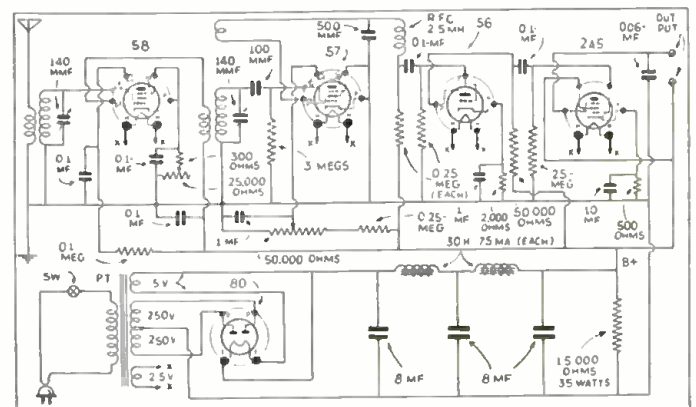 58
57
56
2A5
500
MMF
R F C
2.5 MH
0.1-MF
0.1-
MF
.006-
MF
OUT
PUT
140
MMF
140
MMF
100
MMF
0.1
MF
0.1-
MF
300
OHMS
25,000
OHMS
3 MEGS
0.25
MEG
(EACH)
.25-
MEG
0.1
MF
1 MF
0.25-
MEG
1
MF
2,000
OHMS
50,000
OHMS
10
MF
500
OHMS
0.1
MEG
50,000 OHMS
30 H 75 MA (EACH)
B+
SW
PT
5V
80
250V
250V
2.5V
X
X
X
X
X
X
X
X
X
X
8 MF
8 MF
15,000
OHMS
35 WATTS